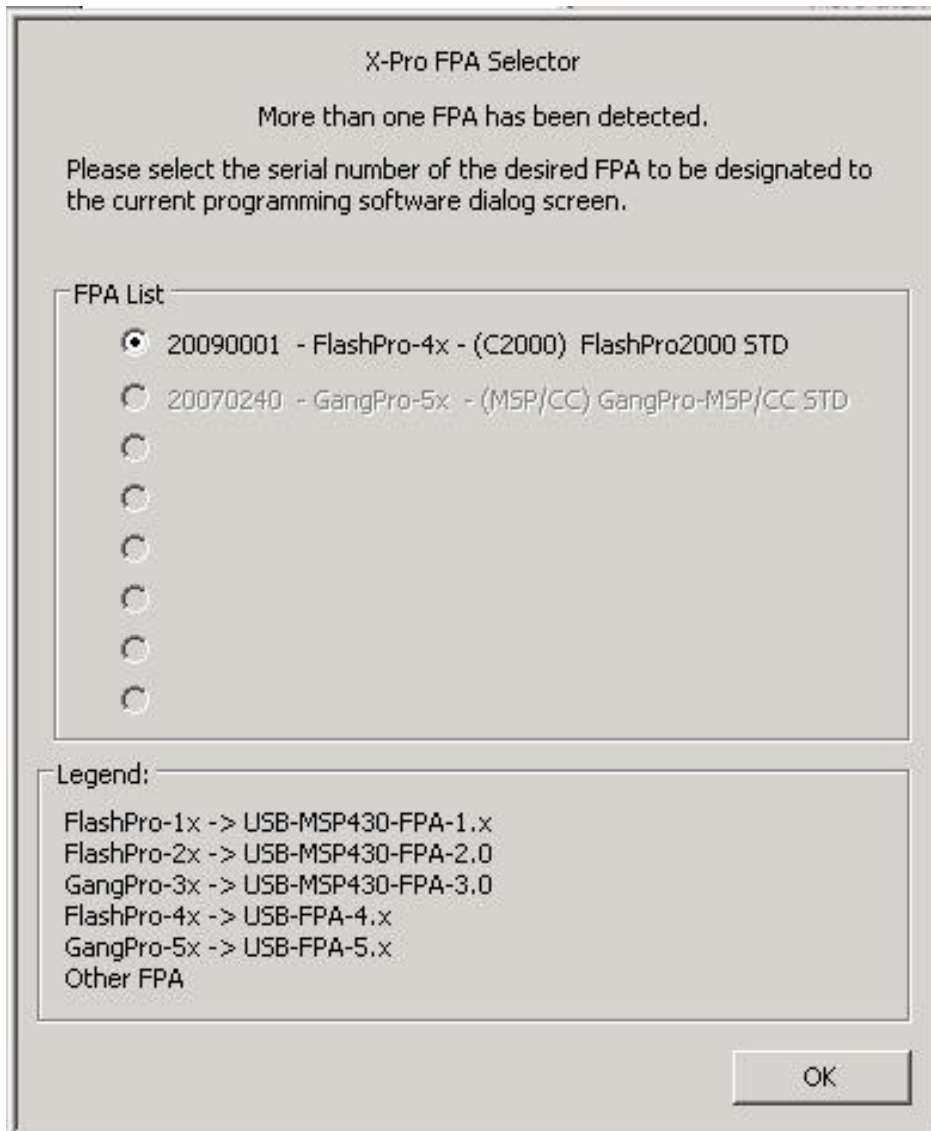 X-Pro FPA Selector
More than one FPA has been detected.
Please select the serial number of the desired FPA to be designated to
the current programming software dialog screen.
FPA List
20090001 - FlashPro-4x - (C2000) FlashPro2000 STD
20070240 - GangPro-5x - (MSP/CC) GangPro-MSP/CC STD
Legend:
FlashPro-1x -> USB-MSP430-FPA-1.x
FlashPro-2x -> USB-MSP430-FPA-2.0
GangPro-3x -> USB-MSP430-FPA-3.0
FlashPro-4x -> USB-FPA-4.x
GangPro-5x -> USB-FPA-5.x
Other FPA
OK